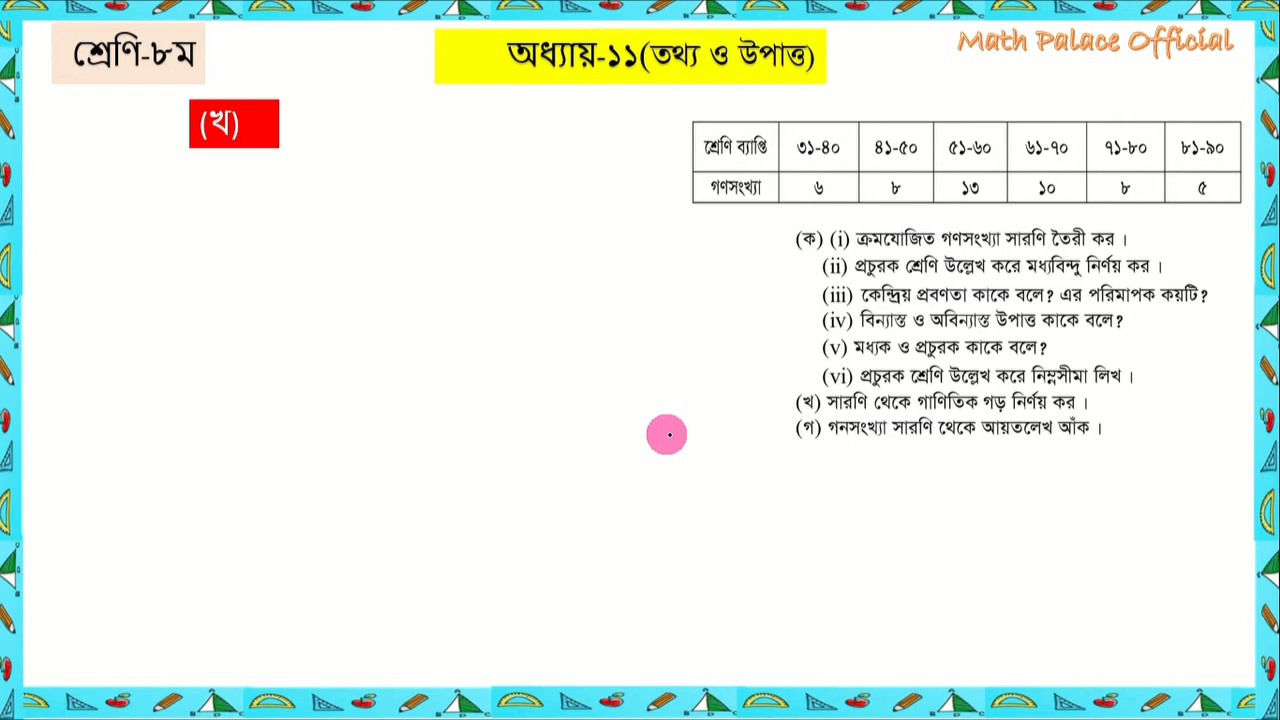 শ্রেণি-৮ম
অধ্যায়-১১(তথ্য ও উপাত্ত)
Math Palace Official
(খ)
শ্রেণি ব্যাপ্তি ৩১-৪০ ৪১-৫০ ৫১-৬০ ৬১-৭০ ৭১-৮০ ৮১-৯০
গণসংখ্যা ৬ ৮ ১৩ ১০ ৮ ৫
(ক) (i) ক্রমযোজিত গণসংখ্যা সারণি তৈরী কর ।
(ii) প্রচুরক শ্রেণি উল্লেখ করে মধ্যবিন্দু নির্ণয় কর ।
(iii) কেন্দ্রিয় প্রবণতা কাকে বলে? এর পরিমাপক কয়টি?
(iv) বিন্যাস্ত ও অবিন্যাস্ত উপাত্ত কাকে বলে?
(v) মধ্যক ও প্রচুরক কাকে বলে?
(vi) প্রচুরক শ্রেণি উল্লেখ করে নিম্নসীমা লিখ ।
(খ) সারণি থেকে গাণিতিক গড় নির্ণয় কর ।
(গ) গনসংখ্যা সারণি থেকে আয়তলেখ আঁক ।